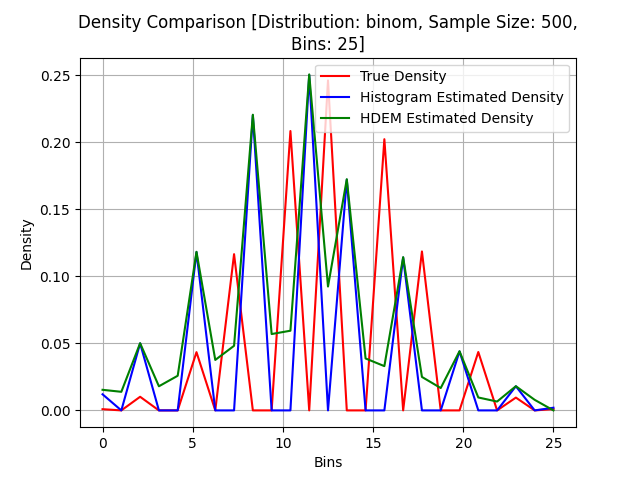 Density Comparison [Distribution: binom, Sample Size: 500,
Bins: 25]
True Density
Histogram Estimated Density
HDEM Estimated Density
0.25
0.20
0.15
0.10
0.05
0.00
Density
0 5 10 15 20 25
Bins